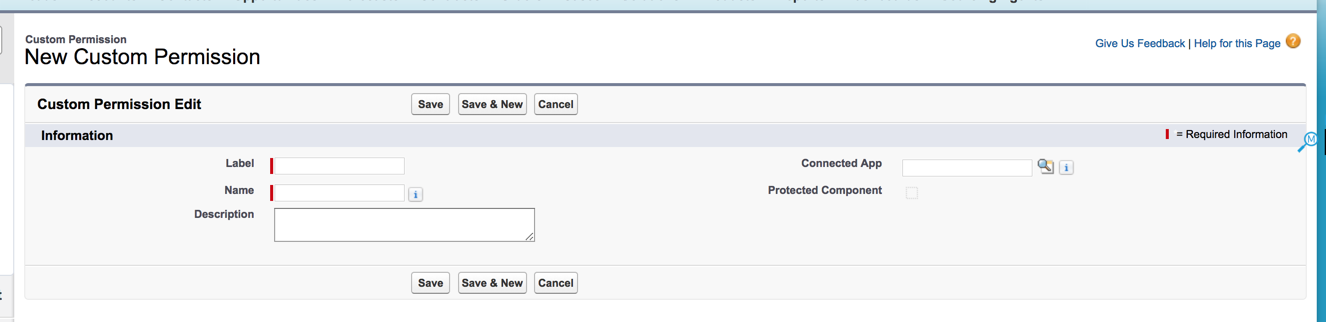 Custom Permission
New Custom Permission
Give Us Feedback | Help for this Page ?
Custom Permission Edit
Save Save & New Cancel
Information
= Required Information
Label
Connected App
i
Name
i
Protected Component
Description
Save Save & New Cancel
M